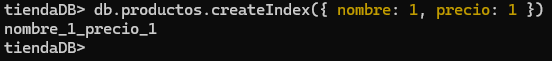 tiendaDB> db.productos.createIndex({ nombre: 1, precio: 1 })
nombre_1_precio_1
tiendaDB>